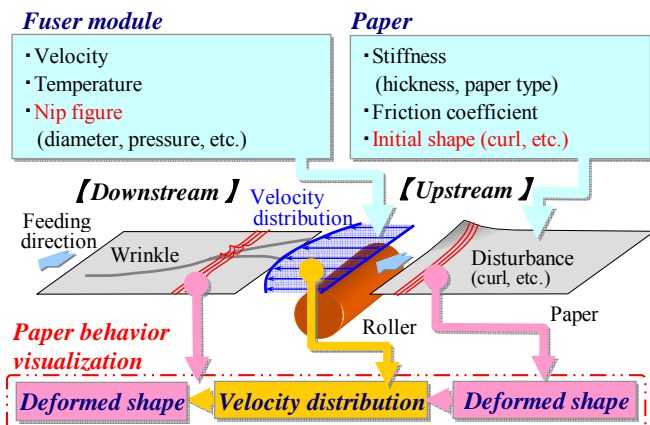 Fuser module
・Velocity
・Temperature
・Nip figure
(diameter, pressure, etc.)
Paper
・Stiffness
(hickness, paper type)
・Friction coefficient
・Initial shape (curl, etc.)
【Downstream】
Velocity
distribution
【Upstream】
Feeding
direction
Wrinkle
Disturbance
(curl, etc.)
Roller
Paper
Paper behavior
visualization
Deformed shape
Velocity distribution
Deformed shape